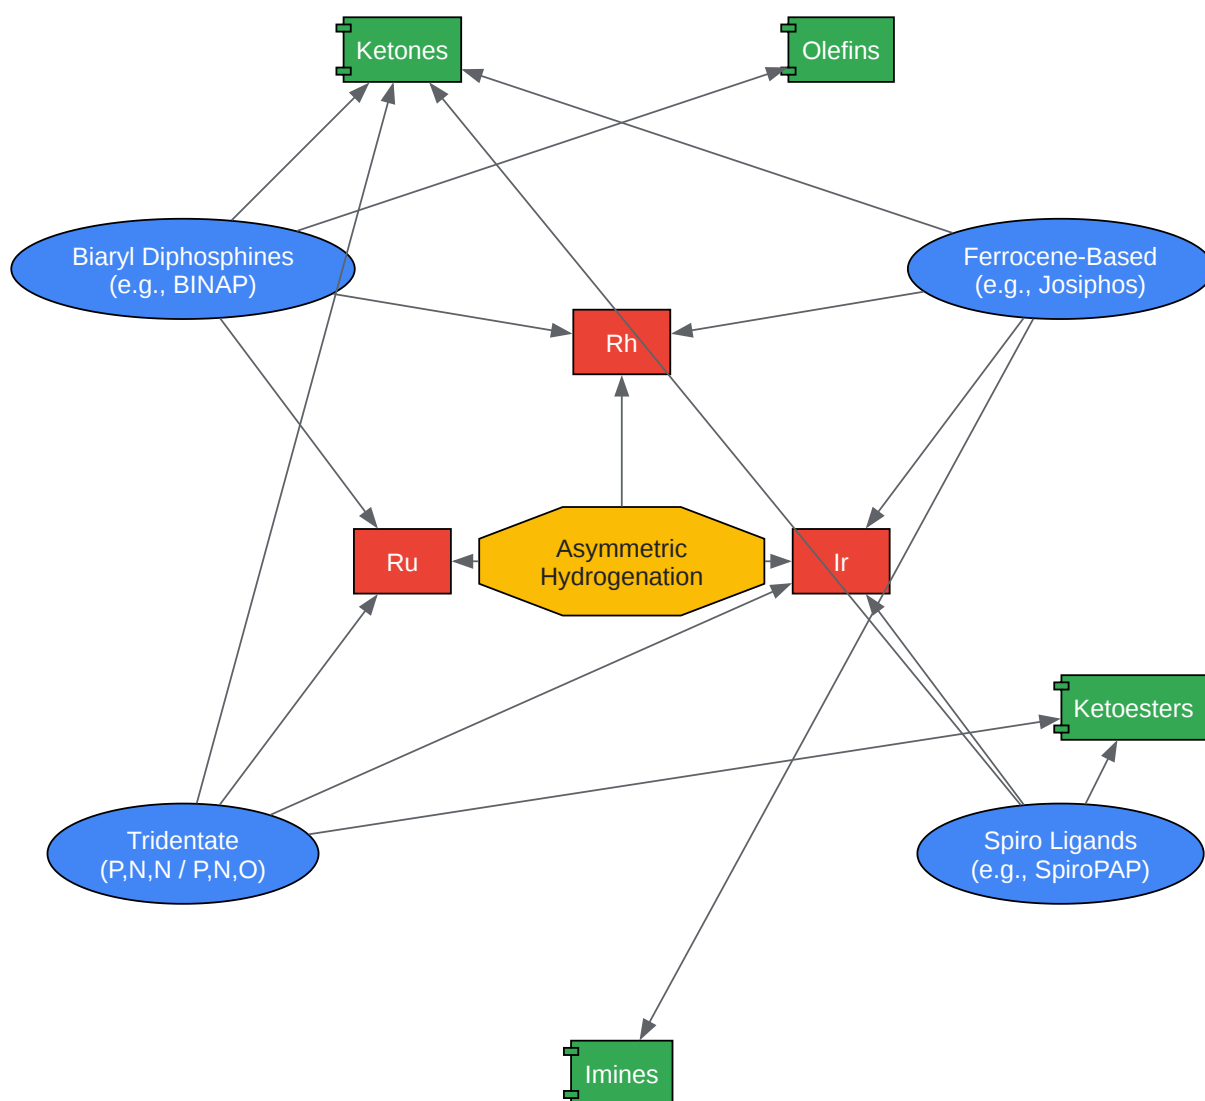 Ketones
Olefins
Biaryl Diphosphines
(e.g., BINAP)
Ferrocene-Based
(e.g., Josiphos)
Rh
Asymmetric
Hydrogenation
Ru
Ir
Ketoesters
Tridentate
(P,N,N / P,N,O)
Spiro Ligands
(e.g., SpiroPAP)
Imines